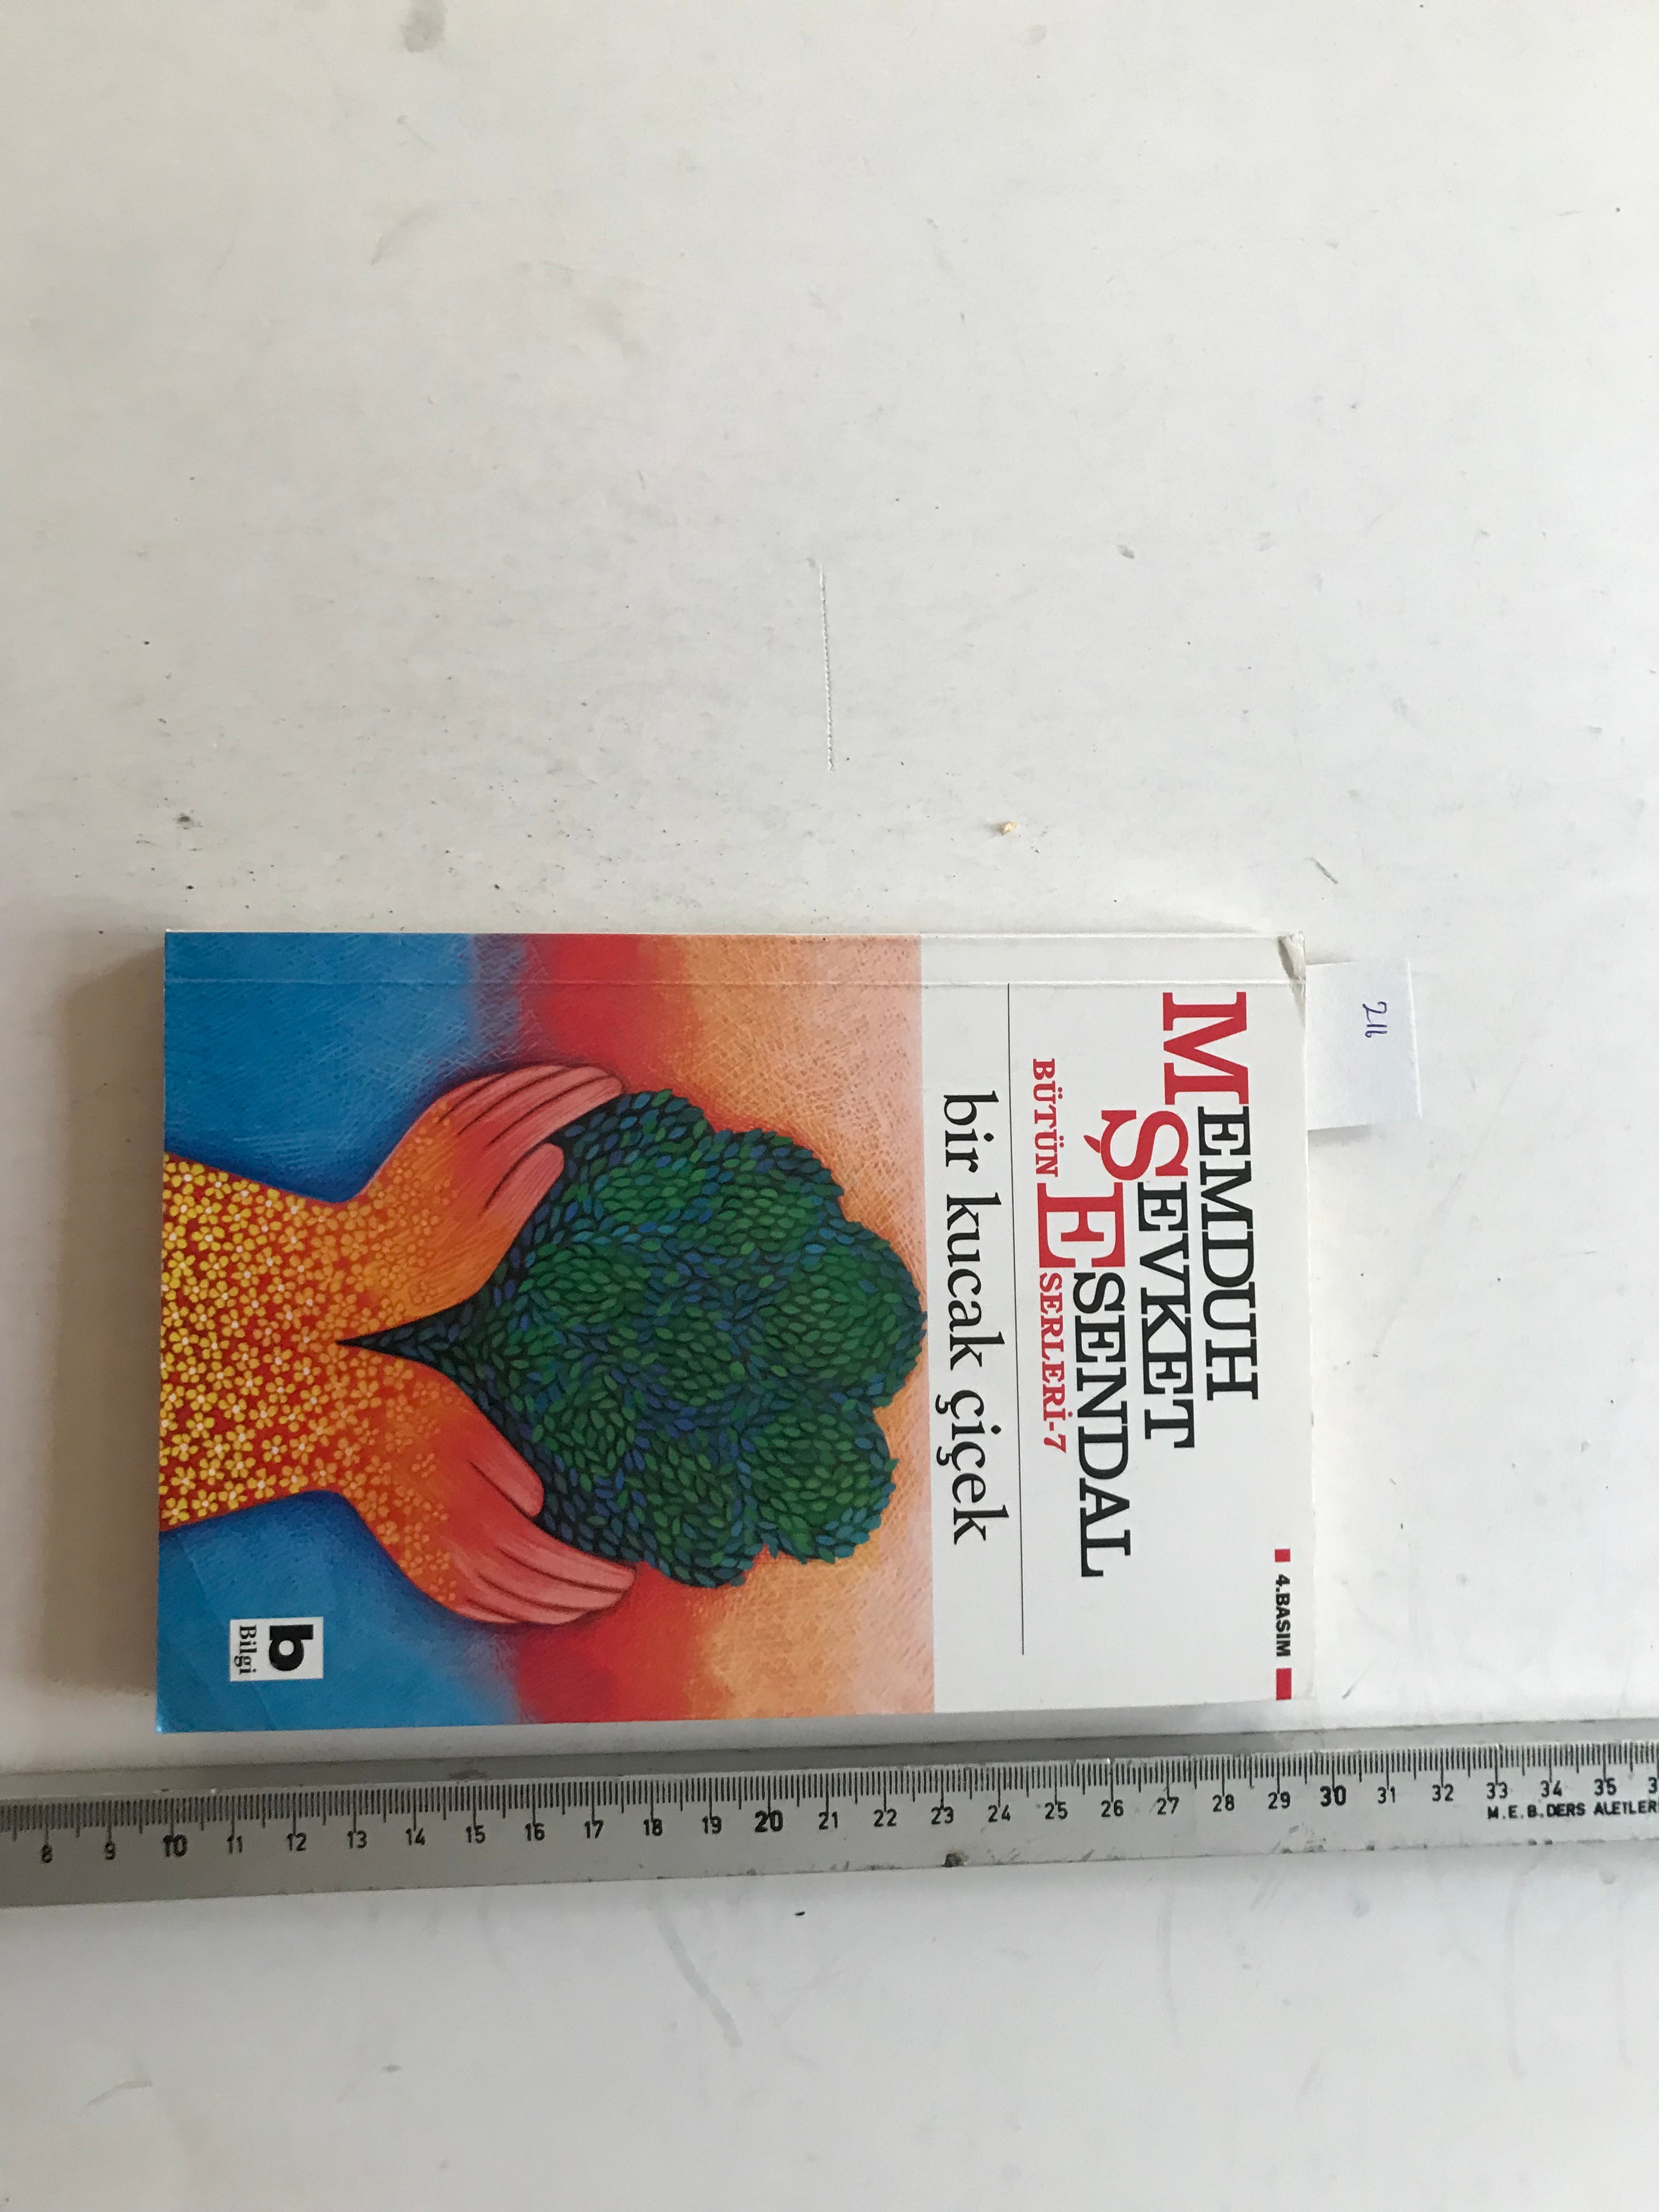 216
4.BASIM
MEMDUH
ŞEVKET
ESENDAL
BÜTÜN ESERLERİ-7
bir kucak çiçek
b
Bilgi
8 9 10 11 12 13 14 15 16 17 18 19 20 21 22 23 24 25 26 27 28 29 30 31 32 33 34 35
M.E.B.DERS ALETLER